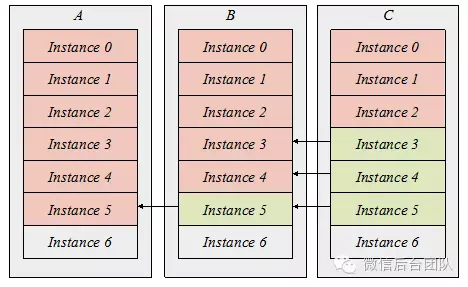 A B C
Instance 0 Instance 0 Instance 0
Instance 1 Instance 1 Instance 1
Instance 2 Instance 2 Instance 2
Instance 3 Instance 3 Instance 3
Instance 4 Instance 4 Instance 4
Instance 5 Instance 5 Instance 5
Instance 6 Instance 6 Instance 6
微信后台团队